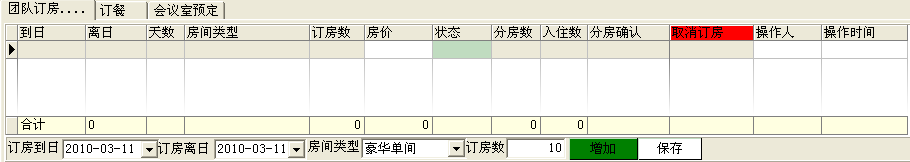 团队订房.... 订餐 会议室预定
到日 离日 天数 房间类型 订房数 房价 状态 分房数 入住数 分房确认 取消订房 操作人 操作时间
合计 0 0 0 0 0
订房到日 2010-03-11 订房离日 2010-03-11 房间类型 豪华单间 订房数 10 增加 保存